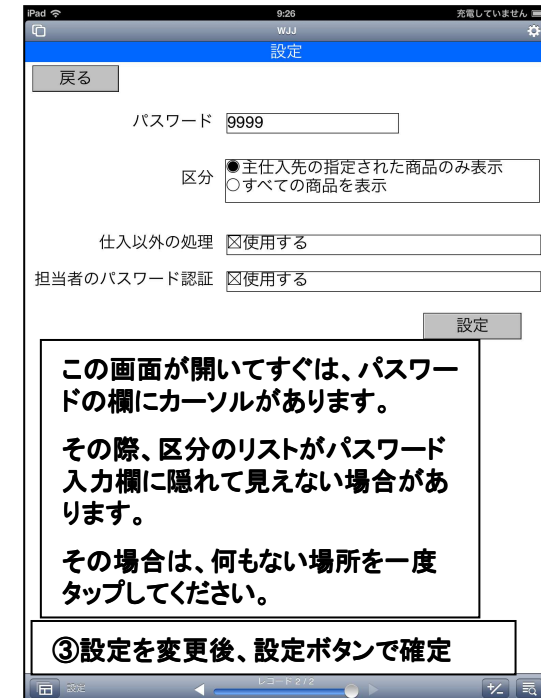 iPad 9:26 充電していません
WJJ
設定
戻る
パスワード 9999
区分 ●主仕入先の指定された商品のみ表示
○すべての商品を表示
仕入以外の処理 ☒使用する
担当者のパスワード認証 ☒使用する
設定
この画面が開いてすぐは、パスワー
ドの欄にカーソルがあります。
その際、区分のリストがパスワード
入力欄に隠れて見えない場合があ
ります。
その場合は、何もない場所を一度
タップしてください。
③設定を変更後、設定ボタンで確定
設定 レコード 2 / 2